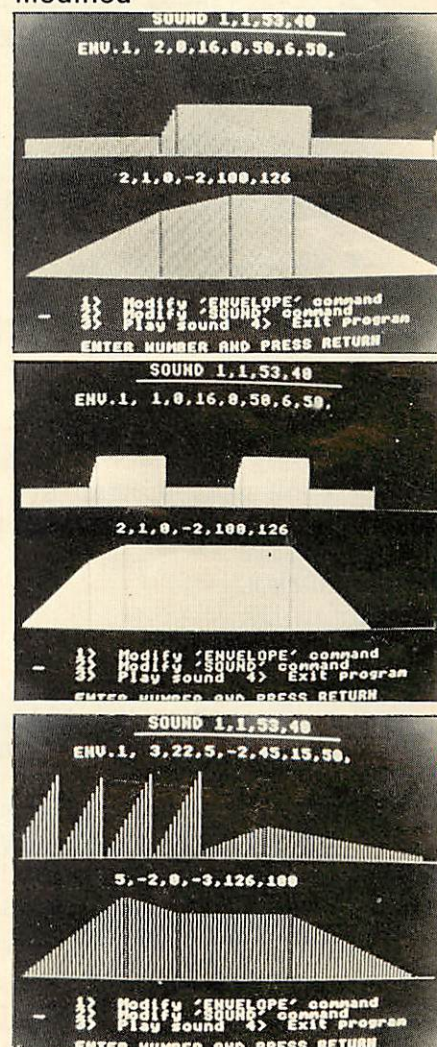 modified
SOUND 1,1,53,40
ENV.1, 2,0,16,0,50,6,50,
2,1,0,-2,100,126
1> Modify 'ENVELOPE' command
2> Modify 'SOUND' command
3> Play sound 4> Exit program
ENTER NUMBER AND PRESS RETURN
SOUND 1,1,53,40
ENV.1, 1,0,16,0,50,6,50,
2,1,0,-2,100,126
1> Modify 'ENVELOPE' command
2> Modify 'SOUND' command
3> Play sound 4> Exit program
ENTER NUMBER AND PRESS RETURN
SOUND 1,1,53,40
ENV.1, 3,22,5,-2,45,15,50,
5,-2,0,-3,126,100
1> Modify 'ENVELOPE' command
2> Modify 'SOUND' command
3> Play sound 4> Exit program
ENTER NUMBER AND PRESS RETURN